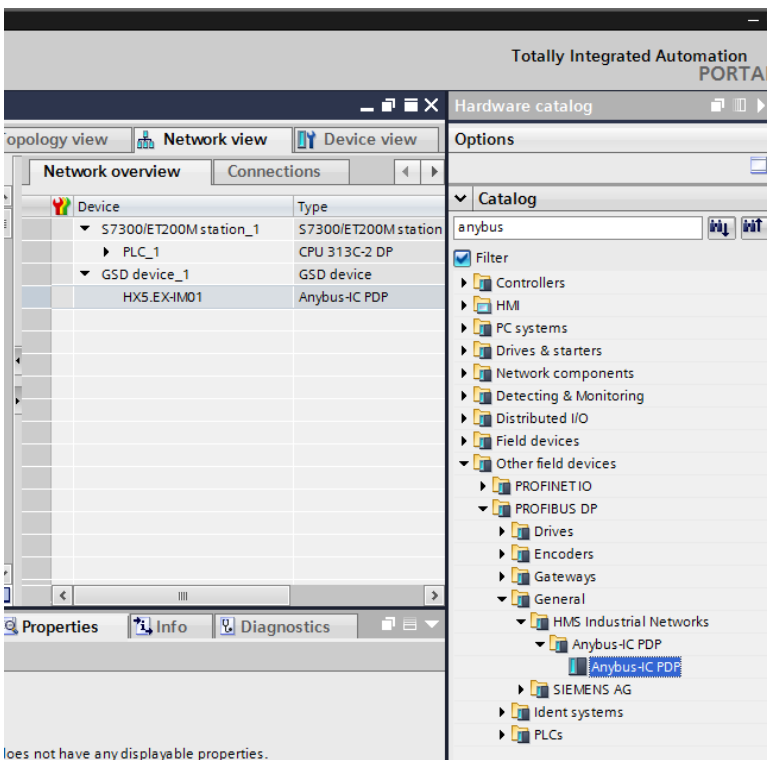 Totally Integrated Automation
PORTAL
Hardware catalog
Topology view
Network view
Device view
Options
Network overview
Connections
Catalog
Device
Type
anybus
S7300/ET200M station_1
S7300/ET200M station
Filter
PLC_1
CPU 313C-2 DP
Controllers
GSD device_1
GSD device
HMI
HX5.EX-IM01
Anybus-IC PDP
PC systems
Drives & starters
Network components
Detecting & Monitoring
Distributed I/O
Field devices
Other field devices
PROFINET IO
PROFIBUS DP
Drives
Encoders
Gateways
General
HMS Industrial Networks
Anybus-IC PDP
Anybus-IC PDP
SIEMENS AG
Ident systems
PLCs
Properties
Info
Diagnostics
does not have any displayable properties.